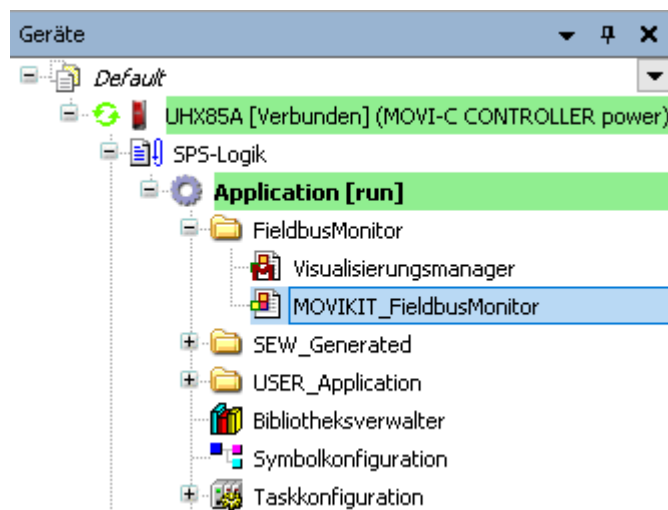 Geräte
Default
UHX85A [Verbunden] (MOVI-C CONTROLLER power)
SPS-Logik
Application [run]
FieldbusMonitor
Visualisierungsmanager
MOVIKIT_FieldbusMonitor
SEW_Generated
USER_Application
Bibliotheksverwalter
Symbolkonfiguration
Taskkonfiguration